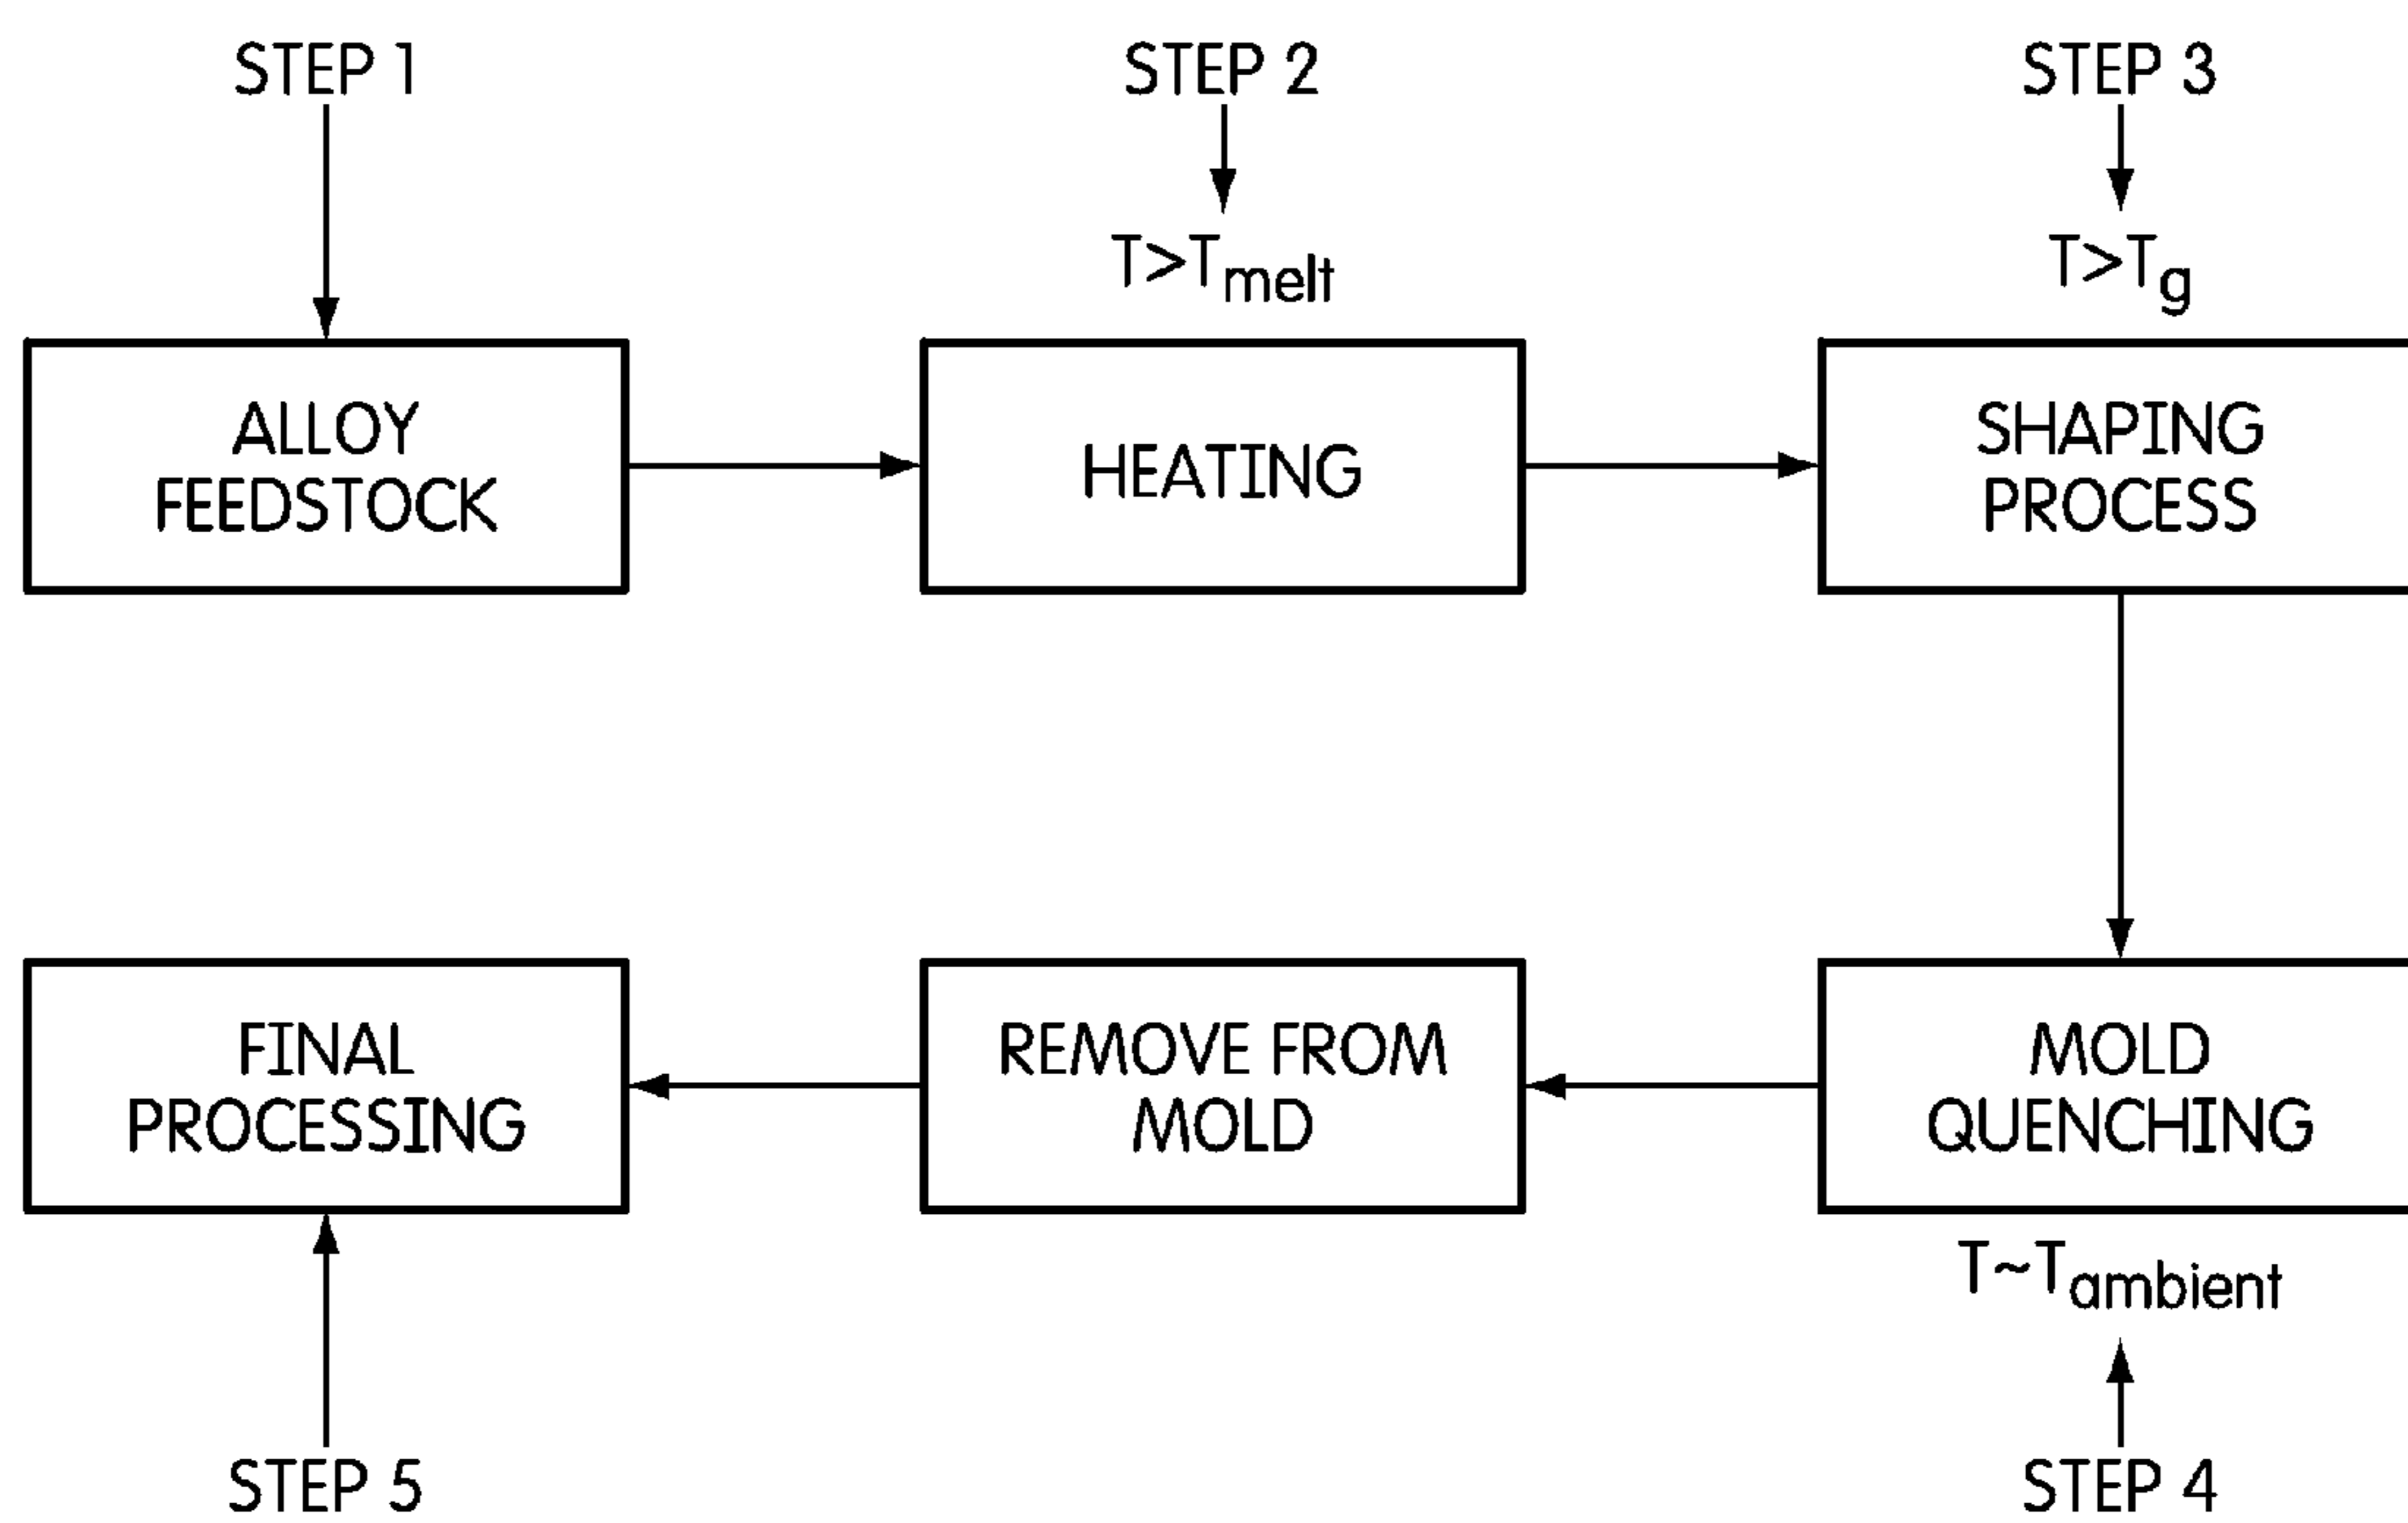 STEP 1
STEP 2
STEP 3
T>Tmelt
T>Tg
ALLOY
FEEDSTOCK
HEATING
SHAPING
PROCESS
FINAL
PROCESSING
REMOVE FROM
MOLD
MOLD
QUENCHING
T~Tambient
STEP 5
STEP 4